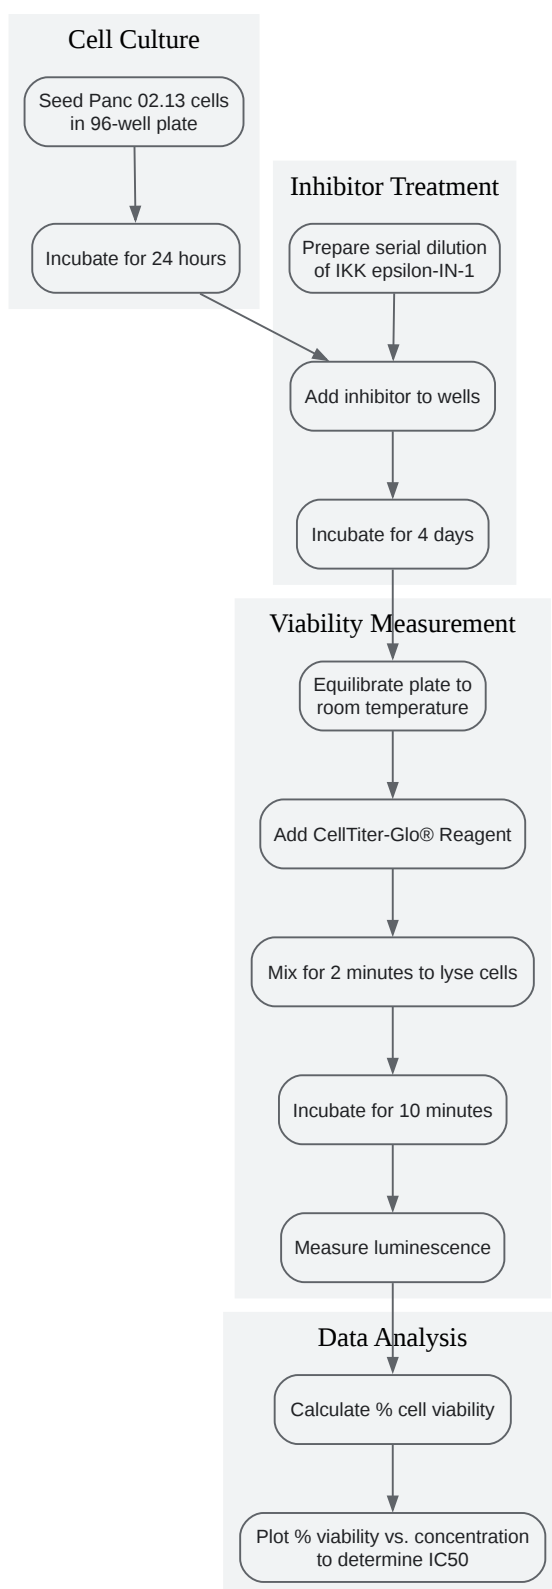 Cell Culture
Seed Panc 02.13 cells
in 96-well plate
Incubate for 24 hours
Inhibitor Treatment
Prepare serial dilution
of IKK epsilon-IN-1
Add inhibitor to wells
Incubate for 4 days
Viability Measurement
Equilibrate plate to
room temperature
Add CellTiter-Glo® Reagent
Mix for 2 minutes to lyse cells
Incubate for 10 minutes
Measure luminescence
Data Analysis
Calculate % cell viability
Plot % viability vs. concentration
to determine IC50